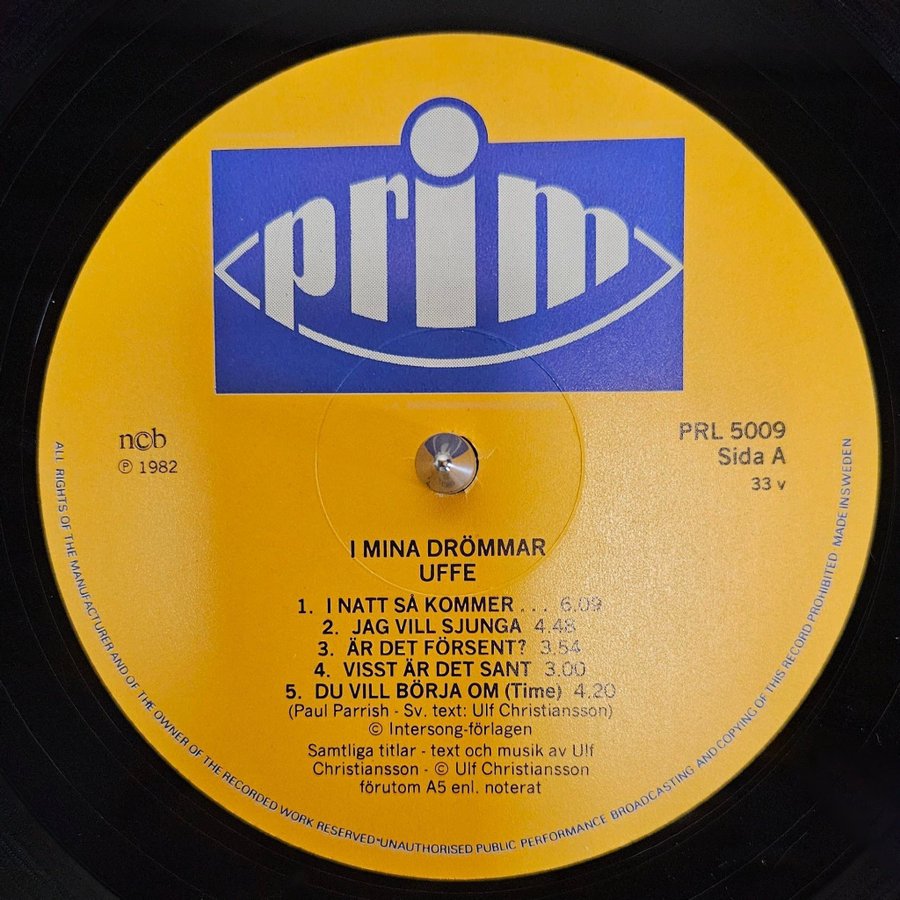 prim
ncb
℗ 1982
PRL 5009
Sida A
33 v
I MINA DRÖMMAR
UFFE
1. I NATT SÅ KOMMER . . . 6.09
2. JAG VILL SJUNGA 4.48
3. ÄR DET FÖRSENT? 3.54
4. VISST ÄR DET SANT 3.00
5. DU VILL BÖRJA OM (Time) 4.20
(Paul Parrish - Sv. text: Ulf Christiansson)
© Intersong-förlagen
Samtliga titlar - text och musik av Ulf
Christiansson - © Ulf Christiansson
förutom A5 enl. noterat
ALL RIGHTS OF THE MANUFACTURER AND OF THE OWNER OF THE RECORDED WORK RESERVED • UNAUTHORISED PUBLIC PERFORMANCE BROADCASTING AND COPYING OF THIS RECORD PROHIBITED MADE IN SWEDEN